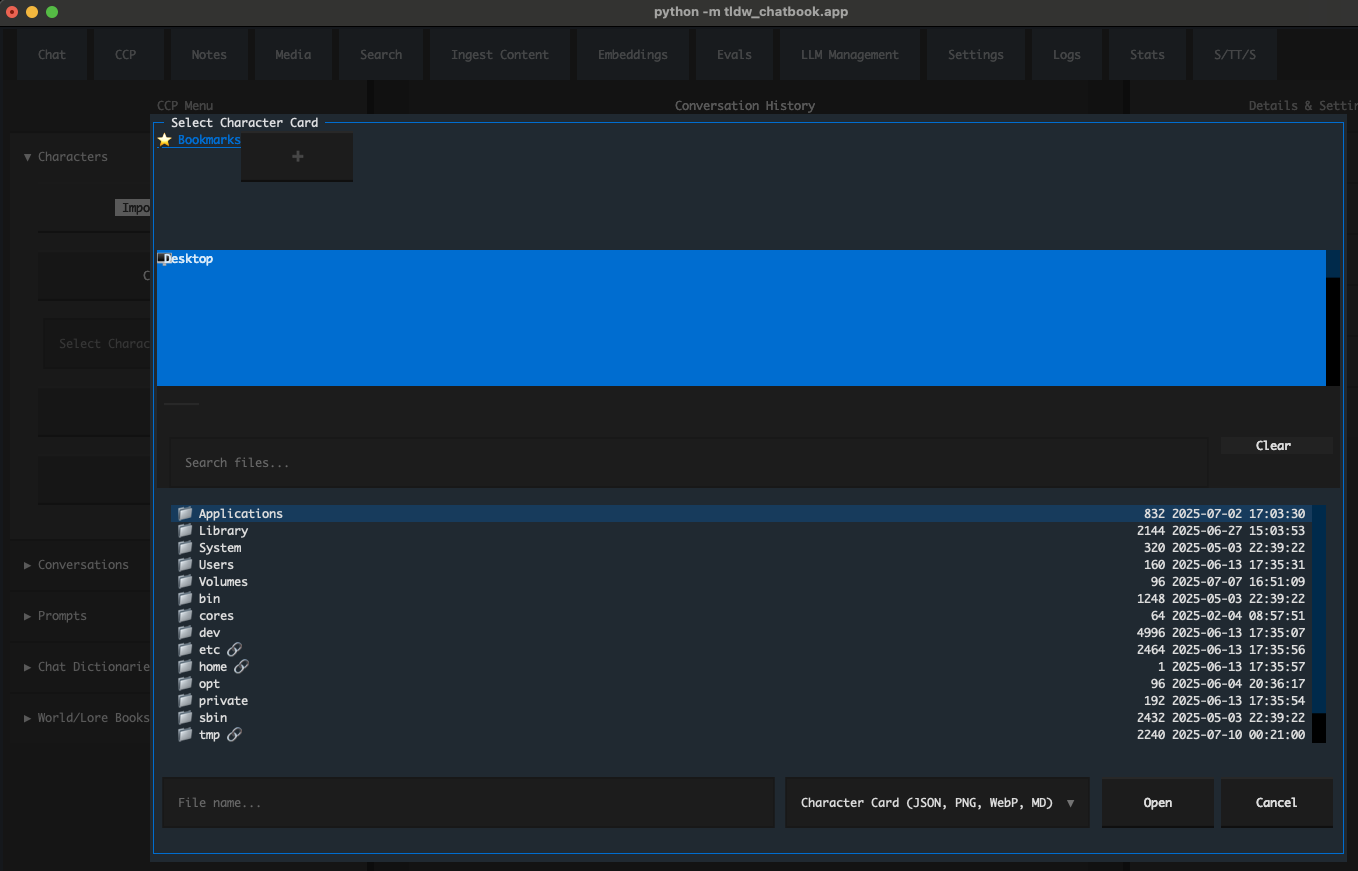 python -m tldw_chatbook.app
Chat CCP Notes Media Search Ingest Content Embeddings Evals LLM Management Settings Logs Stats S/TT/S
CCP Menu Conversation History Details & Settin
Select Character Card
⭐ Bookmarks +
▼ Characters
Impo
Desktop
C
Select Charac
Search files... Clear
Applications 832 2025-07-02 17:03:30
Library 2144 2025-06-27 15:03:53
System 320 2025-05-03 22:39:22
Users 160 2025-06-13 17:35:31
Volumes 96 2025-07-07 16:51:09
bin 1248 2025-05-03 22:39:22
cores 64 2025-02-04 08:57:51
dev 4996 2025-06-13 17:35:07
etc 🔗 2464 2025-06-13 17:35:56
home 🔗 1 2025-06-13 17:35:57
opt 96 2025-06-04 20:36:17
private 192 2025-06-13 17:35:54
sbin 2432 2025-05-03 22:39:22
tmp 🔗 2240 2025-07-10 00:21:00
▶ Conversations
▶ Prompts
▶ Chat Dictionarie
▶ World/Lore Books
File name... Character Card (JSON, PNG, WebP, MD) ▼ Open Cancel